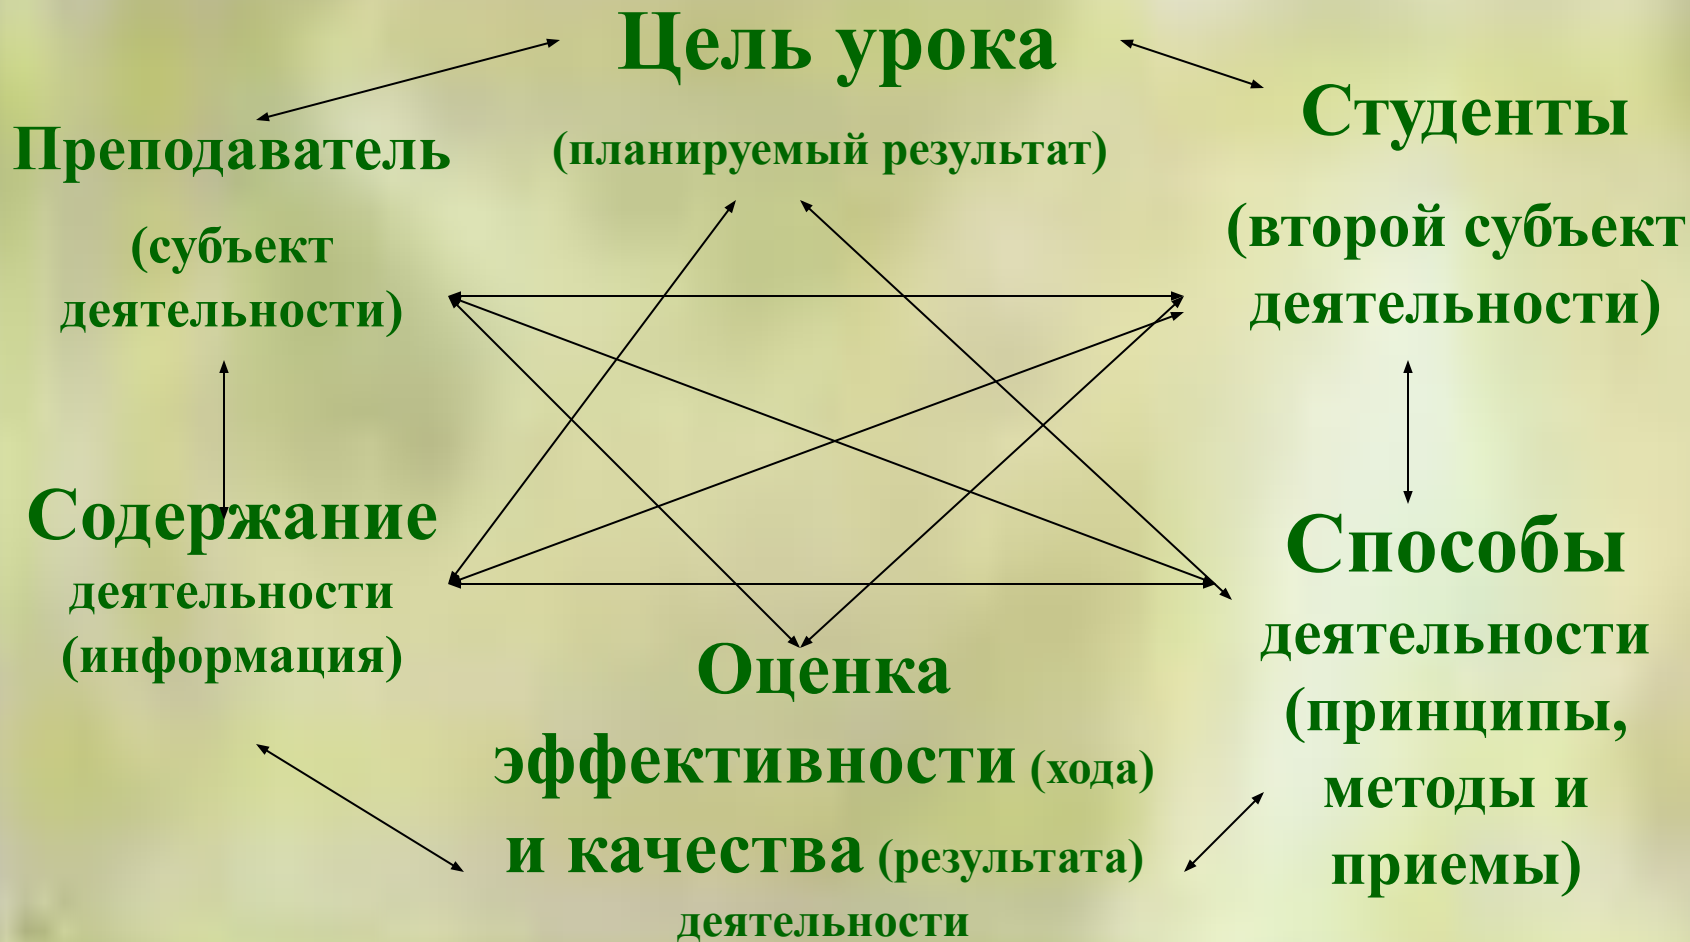 Цель урока
(планируемый результат)
Преподаватель
(субъект
деятельности)
Студенты
(второй субъект
деятельности)
Содержание
деятельности
(информация)
Способы
деятельности
(принципы,
методы и
приемы)
Оценка
эффективности (хода)
и качества (результата)
деятельности